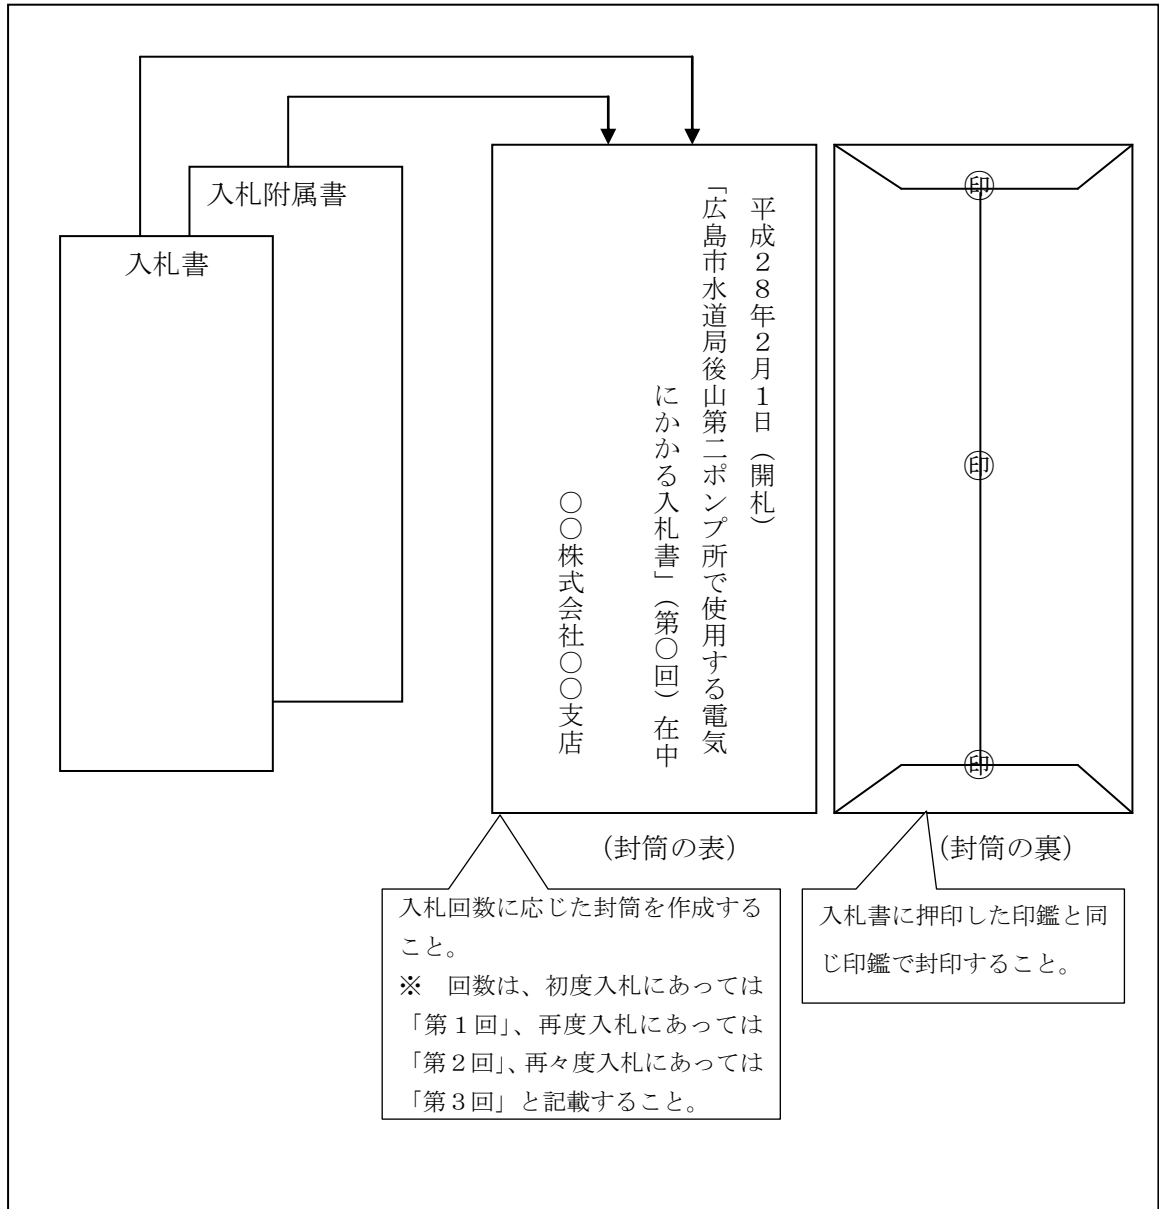 入札附属書
入札書
平成２８年２月１日（開札）
「広島市水道局後山第二ポンプ所で使用する電気
にかかる入札書」（第〇回）在中
〇〇株式会社〇〇支店
㊞
㊞
㊞
（封筒の表）
（封筒の裏）
入札回数に応じた封筒を作成する
こと。
※　回数は、初度入札にあっては
「第１回」、再度入札にあっては
「第２回」、再々度入札にあっては
「第３回」と記載すること。
入札書に押印した印鑑と同
じ印鑑で封印すること。